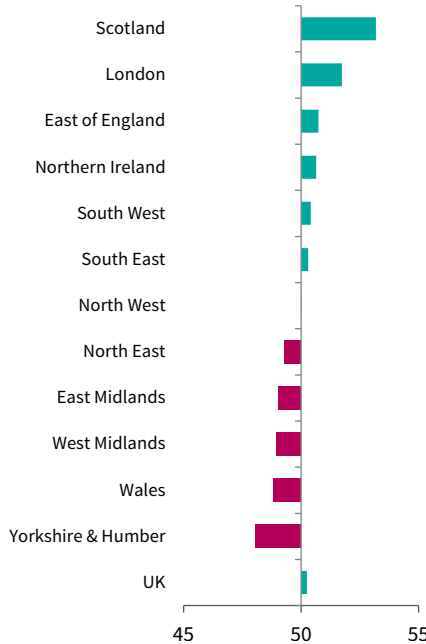 Scotland
London
East of England
Northern Ireland
South West
South East
North West
North East
East Midlands
West Midlands
Wales
Yorkshire & Humber
UK
45 50 55